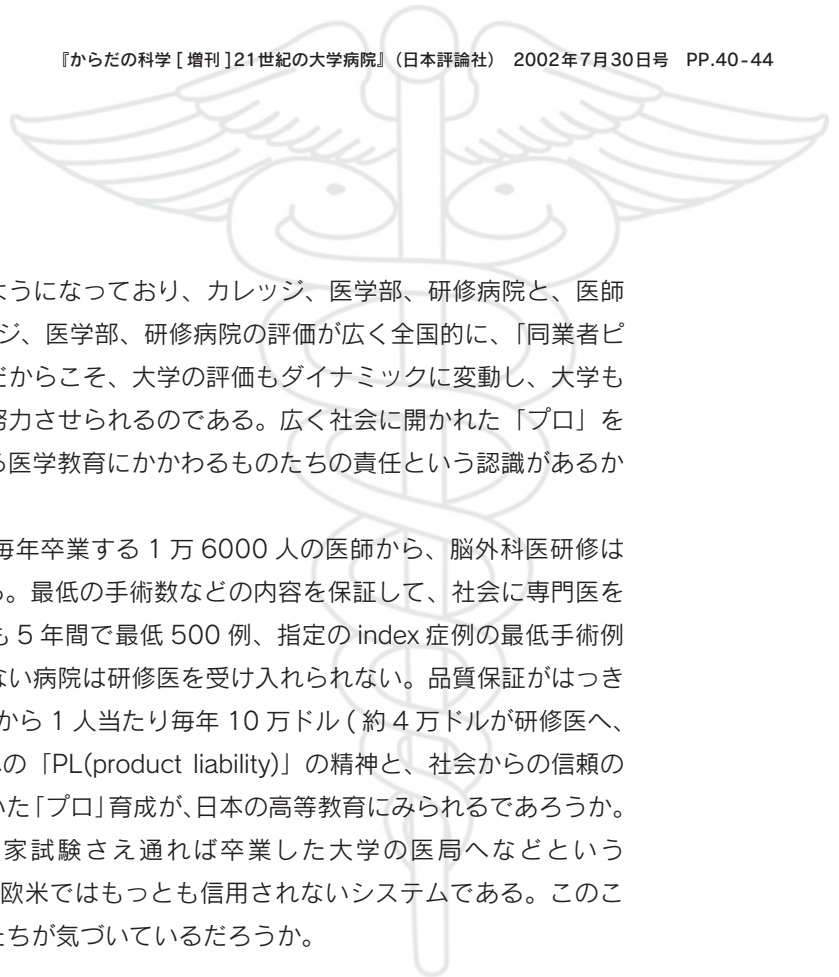 『からだの科学 [ 増刊 ]21世紀の大学病院』（日本評論社） 2002年7月30日号 PP.40-44
ようになっており、カレッジ、医学部、研修病院と、医師
ジ、医学部、研修病院の評価が広く全国的に、「同業者ピ
だからこそ、大学の評価もダイナミックに変動し、大学も
努力させられるのである。広く社会に開かれた「プロ」を
る医学教育にかかわるものたちの責任という認識があるか
毎年卒業する 1 万 6000 人の医師から、脳外科医研修は
る。最低の手術数などの内容を保証して、社会に専門医を
も 5 年間で最低 500 例、指定の index 症例の最低手術例
ない病院は研修医を受け入れられない。品質保証がはっき
から 1 人当たり毎年 10 万ドル ( 約 4 万ドルが研修医へ、
の「PL(product liability)」の精神と、社会からの信頼の
いた「プロ」育成が、日本の高等教育にみられるであろうか。
家試験さえ通れば卒業した大学の医局へなどという
欧米ではもっとも信用されないシステムである。このこ
たちが気づいているだろうか。